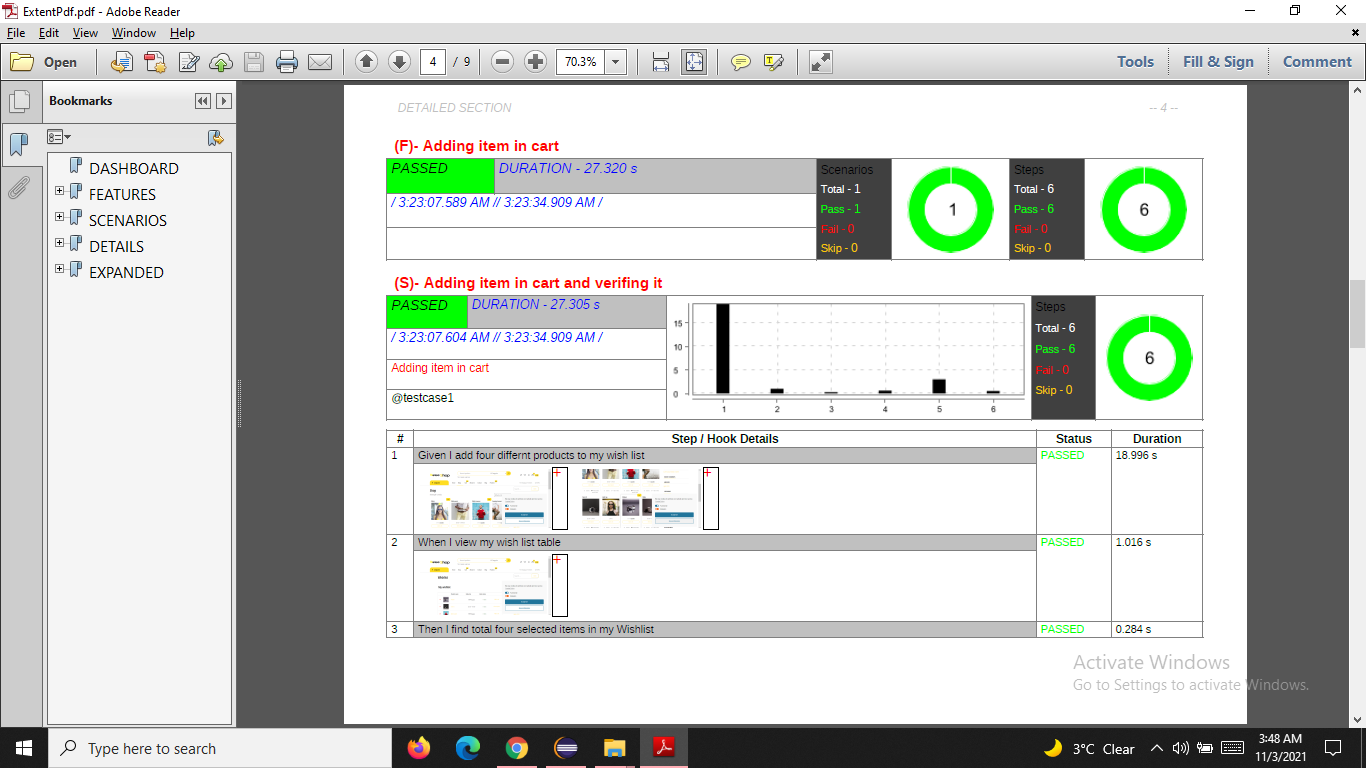 ExtentPdf.pdf - Adobe Reader
File Edit View Window Help
Open 4 / 9 70.3% Tools Fill & Sign Comment
Bookmarks
DASHBOARD
FEATURES
SCENARIOS
DETAILS
EXPANDED
DETAILED SECTION -- 4 --
(F)- Adding item in cart
PASSED DURATION - 27.320 s
/ 3:23:07.589 AM // 3:23:34.909 AM /
Scenarios
Total - 1
Pass - 1
Fail - 0
Skip - 0
1
Steps
Total - 6
Pass - 6
Fail - 0
Skip - 0
6
(S)- Adding item in cart and verifing it
PASSED DURATION - 27.305 s
/ 3:23:07.604 AM // 3:23:34.909 AM /
Adding item in cart
@testcase1
15
10
5
0
1 2 3 4 5 6
Steps
Total - 6
Pass - 6
Fail - 0
Skip - 0
6
# Step / Hook Details Status Duration
1 Given I add four differnt products to my wish list PASSED 18.996 s
2 When I view my wish list table PASSED 1.016 s
3 Then I find total four selected items in my Wishlist PASSED 0.284 s
Activate Windows
Go to Settings to activate Windows.
Type here to search
3°C Clear
3:48 AM
11/3/2021